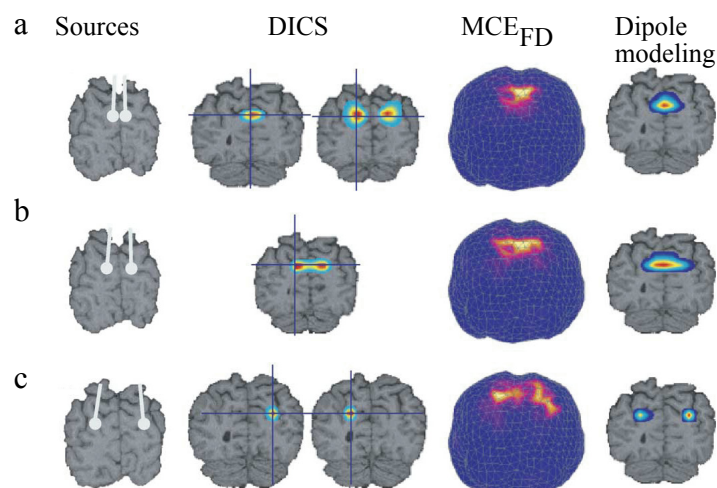 a
Sources
DICS
MCE FD
Dipole
modeling
b
c